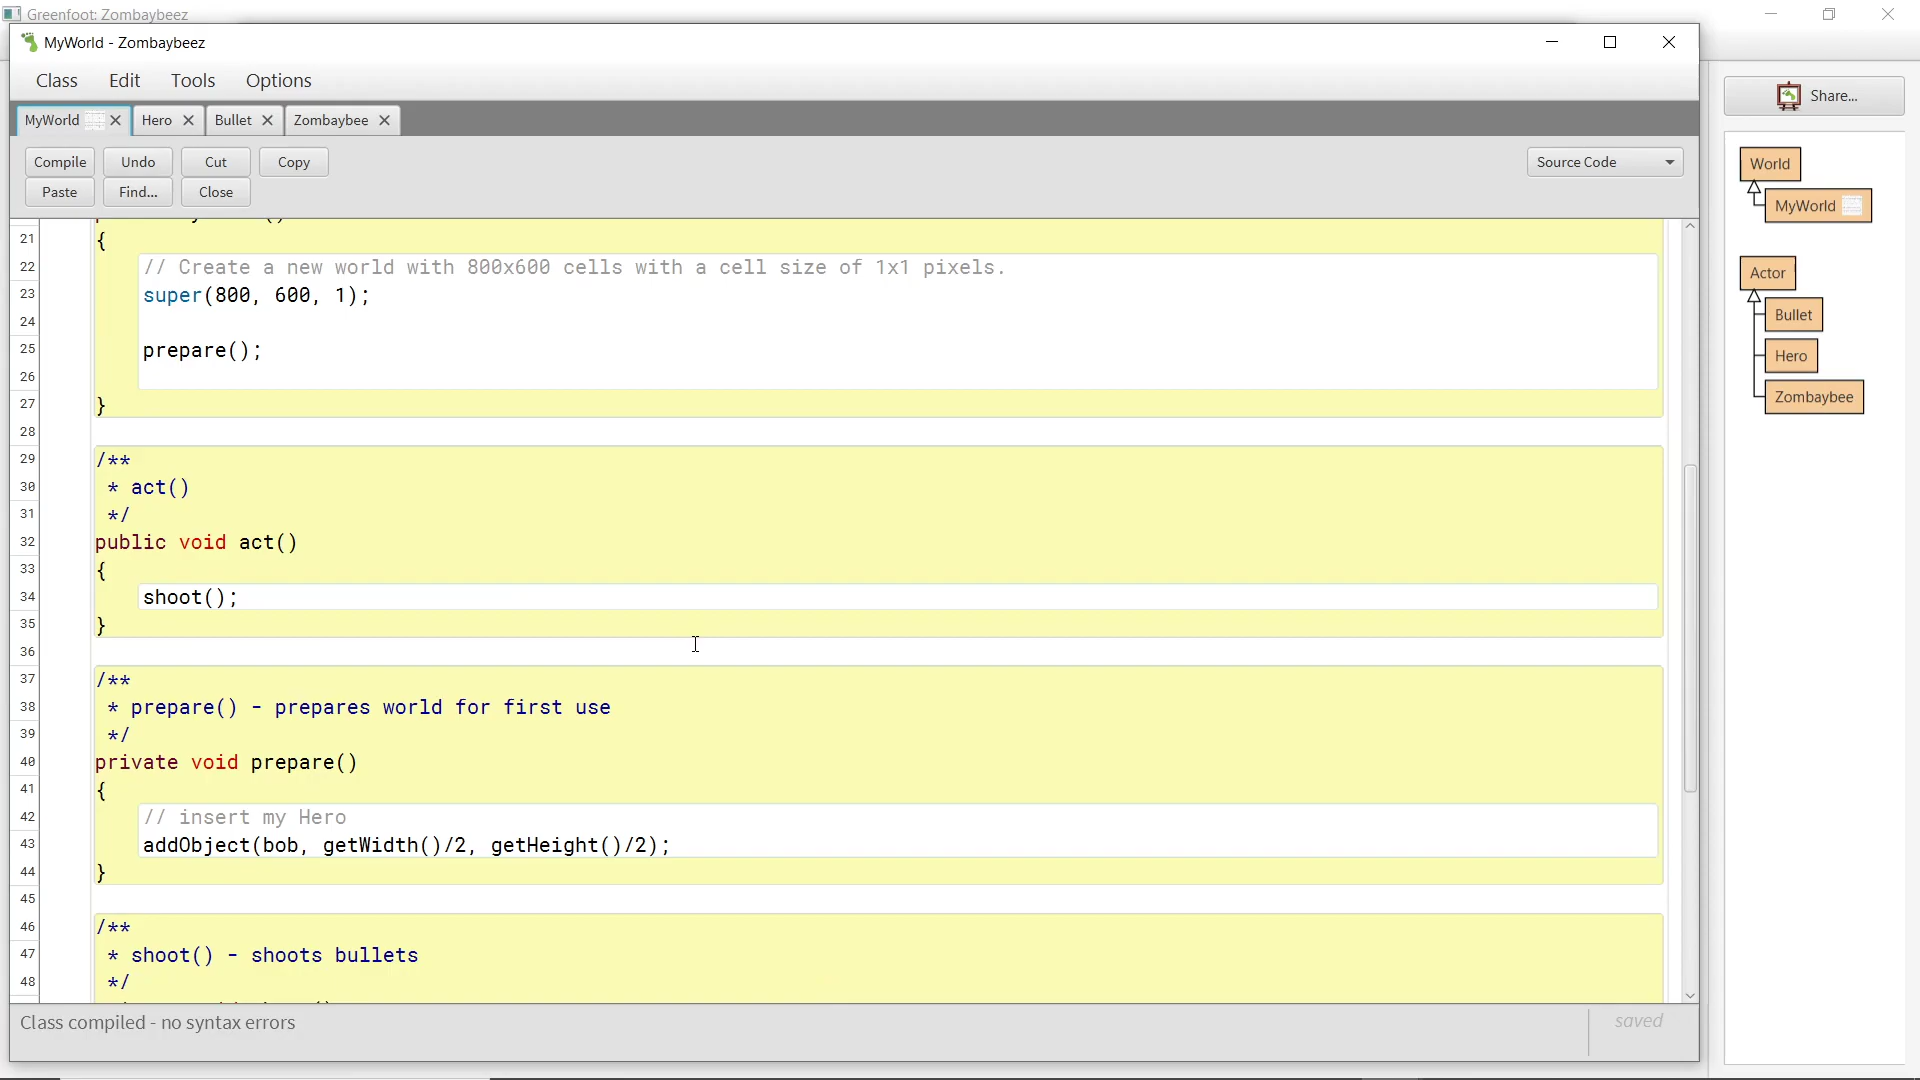 Greenfoot: Zombaybeez
MyWorld - Zombaybeez
Class Edit Tools Options
MyWorld Hero Bullet Zombaybee
Compile Undo Cut Copy
Paste Find... Close
Source Code
21 {
22 // Create a new world with 800x600 cells with a cell size of 1x1 pixels.
23 super(800, 600, 1);
24
25 prepare();
26
27 }
28
29 /**
30 * act()
31 */
32 public void act()
33 {
34 shoot();
35 }
36
37 /**
38 * prepare() - prepares world for first use
39 */
40 private void prepare()
41 {
42 // insert my Hero
43 addObject(bob, getWidth()/2, getHeight()/2);
44 }
45
46 /**
47 * shoot() - shoots bullets
48 */
Class compiled - no syntax errors
saved
Share...
World
MyWorld
Actor
Bullet
Hero
Zombaybee